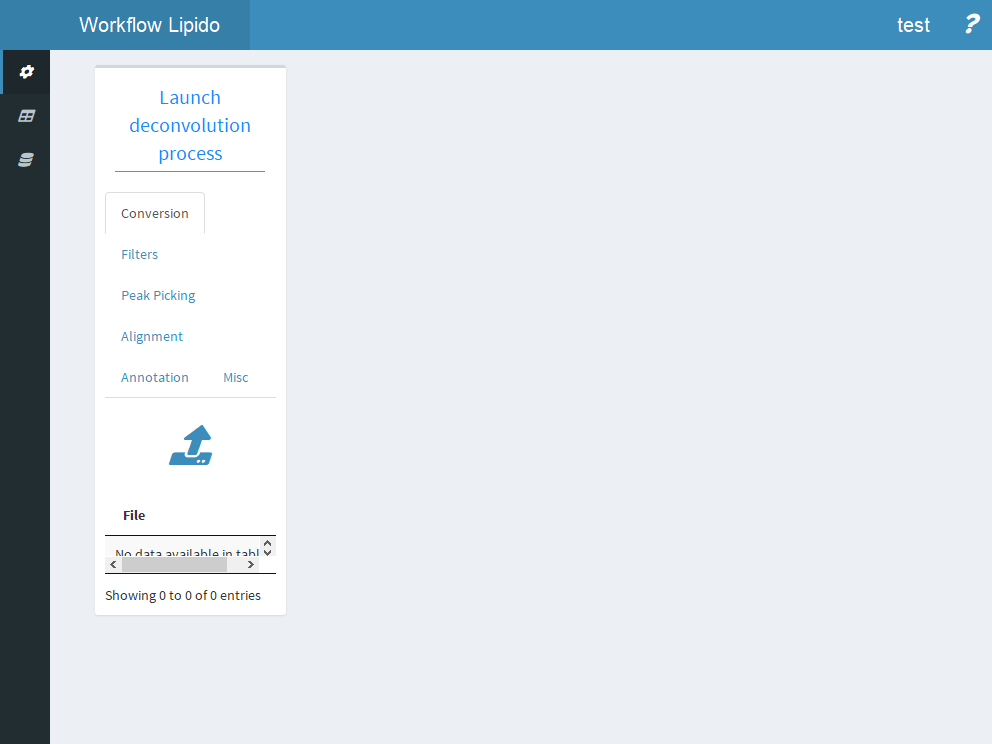 Workflow Lipido
test
?
Launch
deconvolution
process
Conversion
Filters
Peak Picking
Alignment
Annotation Misc
File
No data available in tabl
Showing 0 to 0 of 0 entries